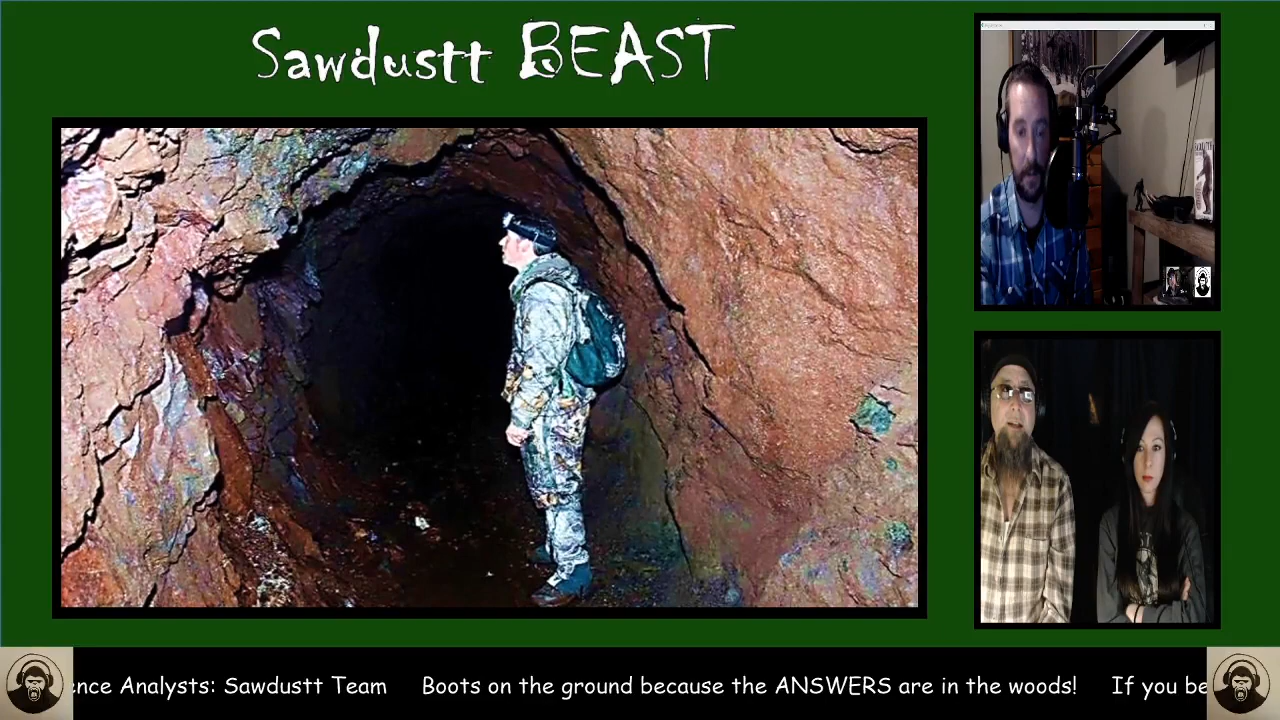 Sawdustt BEAST
ence Analysts: Sawdustt Team Boots on the ground because the ANSWERS are in the woods! If you be